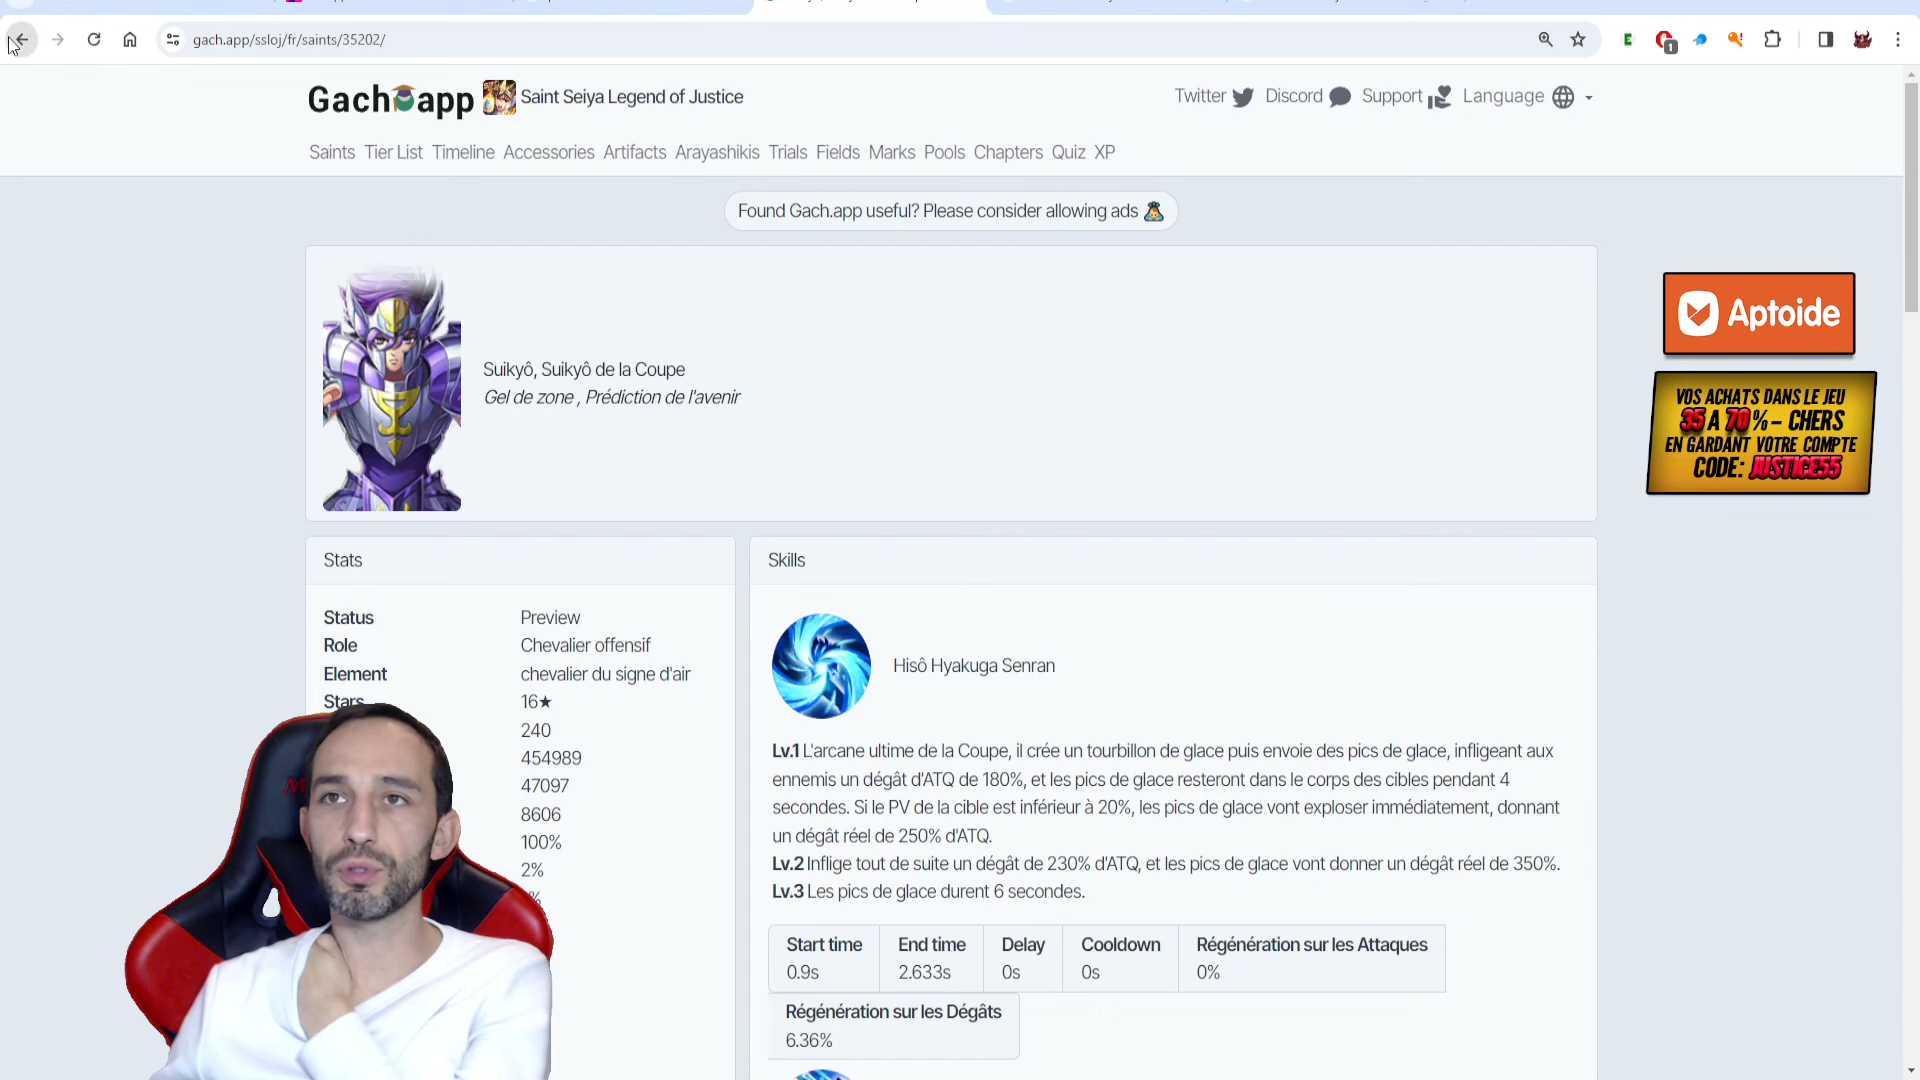 gach.app/ssloj/fr/saints/35202/
1
Gach app
Saint Seiya Legend of Justice
Twitter Discord Support Language
Saints Tier List Timeline Accessories Artifacts Arayashikis Trials Fields Marks Pools Chapters Quiz XP
Found Gach.app useful? Please consider allowing ads
Suikyô, Suikyô de la Coupe
Gel de zone , Prédiction de l'avenir
Aptoide
VOS ACHATS DANS LE JEU
35 A 70 % – CHERS
EN GARDANT VOTRE COMPTE
CODE: JUSTICE55
Stats
Status Preview
Role Chevalier offensif
Element chevalier du signe d'air
Stars 16★
240
454989
47097
8606
100%
2%
Skills
Hisô Hyakuga Senran
Lv.1 L'arcane ultime de la Coupe, il crée un tourbillon de glace puis envoie des pics de glace, infligeant aux
ennemis un dégât d'ATQ de 180%, et les pics de glace resteront dans le corps des cibles pendant 4
secondes. Si le PV de la cible est inférieur à 20%, les pics de glace vont exploser immédiatement, donnant
un dégât réel de 250% d'ATQ.
Lv.2 Inflige tout de suite un dégât de 230% d'ATQ, et les pics de glace vont donner un dégât réel de 350%.
Lv.3 Les pics de glace durent 6 secondes.
Start time End time Delay Cooldown Régénération sur les Attaques
0.9s 2.633s 0s 0s 0%
Régénération sur les Dégâts
6.36%